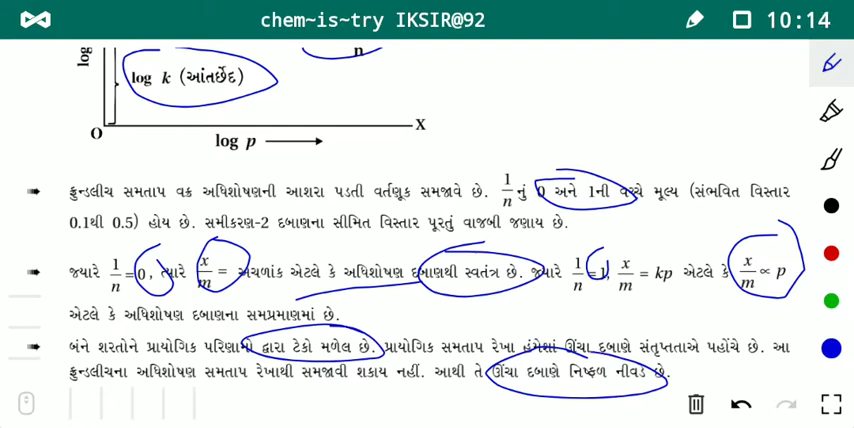 chem~is~try IKSIR@92
10:14
log
n
log k (આંતર્છેદ)
O
X
log p
ફ્રુન્ડલીચ સમતાપ વક્ર અધિશોષણની આશરા પડતી વર્તણૂક સમજાવે છે. 1/n નું 0 અને 1ની વચ્ચે મૂલ્ય (સંભવિત વિસ્તાર
0.1થી 0.5) હોય છે. સમીકરણ-2 દબાણના સીમિત વિસ્તાર પૂરતું વાજબી જણાય છે.
જ્યારે 1/n = 0, ત્યારે x/m = અચળાંક એટલે કે અધિશોષણ દબાણથી સ્વતંત્ર છે. જ્યારે 1/n = 1, x/m = kp એટલે કે x/m ∝ p
એટલે કે અધિશોષણ દબાણના સમપ્રમાણમાં છે.
બંને શરતોને પ્રાયોગિક પરિણામો દ્વારા ટેકો મળેલ છે. પ્રાયોગિક સમતાપ રેખા હંમેશાં ઊંચા દબાણે સંતૃપ્તતાએ પહોંચે છે. આ
ફ્રુન્ડલીચના અધિશોષણ સમતાપ રેખાથી સમજાવી શકાય નહીં. આથી તે ઊંચા દબાણે નિષ્ફળ નીવડે છે.